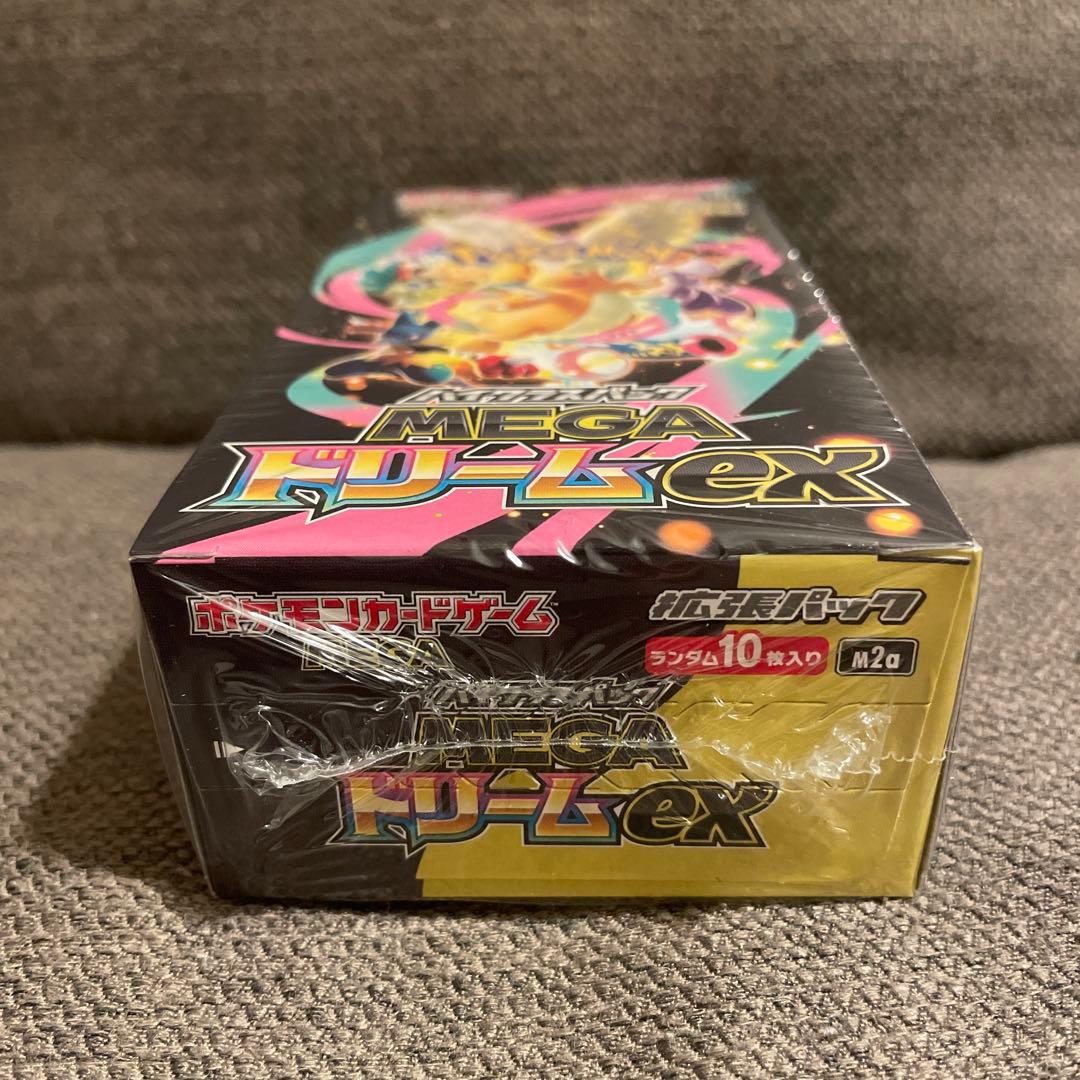 ハイクラスパック
MEGA
ドリームex
ポケモンカードゲーム
MEGA
拡張パック
ランダム10枚入り
M2a
ハイクラスパック
MEGA
ドリームex